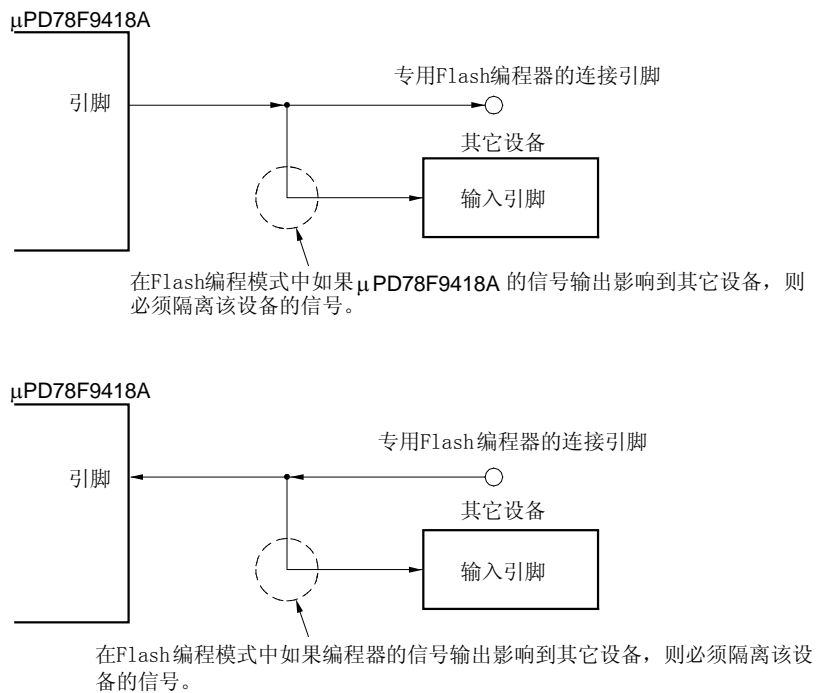 μPD78F9418A
专用Flash编程器的连接引脚
引脚
其它设备
输入引脚
在Flash编程模式中如果μPD78F9418A 的信号输出影响到其它设备，则
必须隔离该设备的信号。
μPD78F9418A
专用Flash编程器的连接引脚
引脚
其它设备
输入引脚
在Flash编程模式中如果编程器的信号输出影响到其它设备，则必须隔离该设
备的信号。